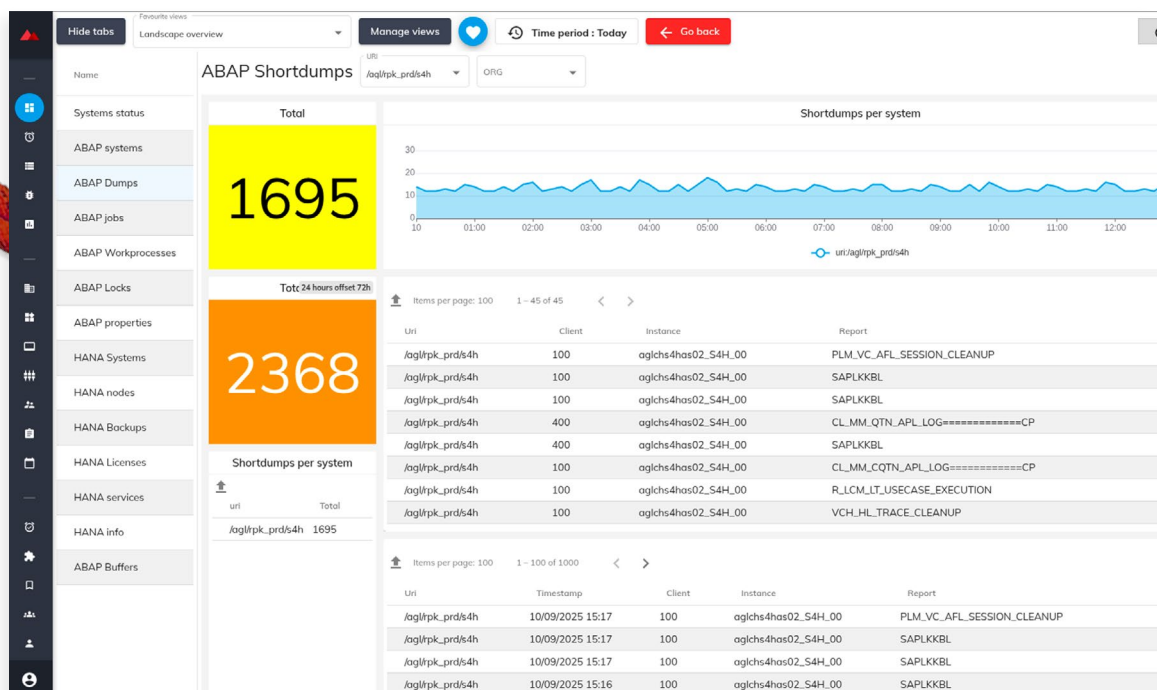 Hide tabs
Favourite views
Landscape overview
Manage views
Time period : Today
Go back
Name
Systems status
ABAP systems
ABAP Dumps
ABAP jobs
ABAP Workprocesses
ABAP Locks
ABAP properties
HANA Systems
HANA nodes
HANA Backups
HANA Licenses
HANA services
HANA info
ABAP Buffers
ABAP Shortdumps
URI
/agl/rpk_prd/s4h
ORG
Total
1695
Shortdumps per system
30
20
10
0
10 01:00 02:00 03:00 04:00 05:00 06:00 07:00 08:00 09:00 10:00 11:00 12:00
uri:/agl/rpk_prd/s4h
24 hours offset 72h
2368
Shortdumps per system
uri Total
/agl/rpk_prd/s4h 1695
Items per page: 100 1 – 45 of 45
Uri Client Instance Report
/agl/rpk_prd/s4h 100 aglchs4has02_S4H_00 PLM_VC_AFL_SESSION_CLEANUP
/agl/rpk_prd/s4h 100 aglchs4has02_S4H_00 SAPLKKBL
/agl/rpk_prd/s4h 100 aglchs4has02_S4H_00 SAPLKKBL
/agl/rpk_prd/s4h 400 aglchs4has02_S4H_00 CL_MM_QTN_APL_LOG=============CP
/agl/rpk_prd/s4h 400 aglchs4has02_S4H_00 SAPLKKBL
/agl/rpk_prd/s4h 100 aglchs4has02_S4H_00 CL_MM_CQTN_APL_LOG============CP
/agl/rpk_prd/s4h 100 aglchs4has02_S4H_00 R_LCM_LT_USECASE_EXECUTION
/agl/rpk_prd/s4h 100 aglchs4has02_S4H_00 VCH_HL_TRACE_CLEANUP
Items per page: 100 1 – 100 of 1000
Uri Timestamp Client Instance Report
/agl/rpk_prd/s4h 10/09/2025 15:17 100 aglchs4has02_S4H_00 PLM_VC_AFL_SESSION_CLEANUP
/agl/rpk_prd/s4h 10/09/2025 15:17 100 aglchs4has02_S4H_00 SAPLKKBL
/agl/rpk_prd/s4h 10/09/2025 15:17 100 aglchs4has02_S4H_00 SAPLKKBL
/agl/rpk_prd/s4h 10/09/2025 15:16 100 aglchs4has02_S4H_00 SAPLKKBL